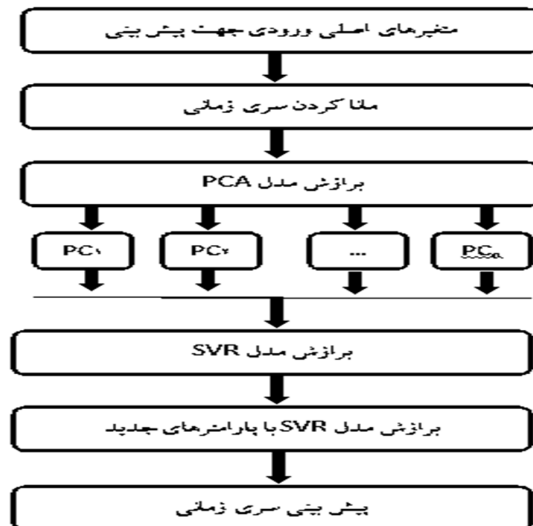 متغیرهای اصلی ورودی جهت پیش بینی
مانا کردن سری زمانی
برازش مدل PCA
PC۱ PC۲ ... PCn
برازش مدل SVR
برازش مدل SVR با پارامترهای جدید
پیش بینی سری زمانی